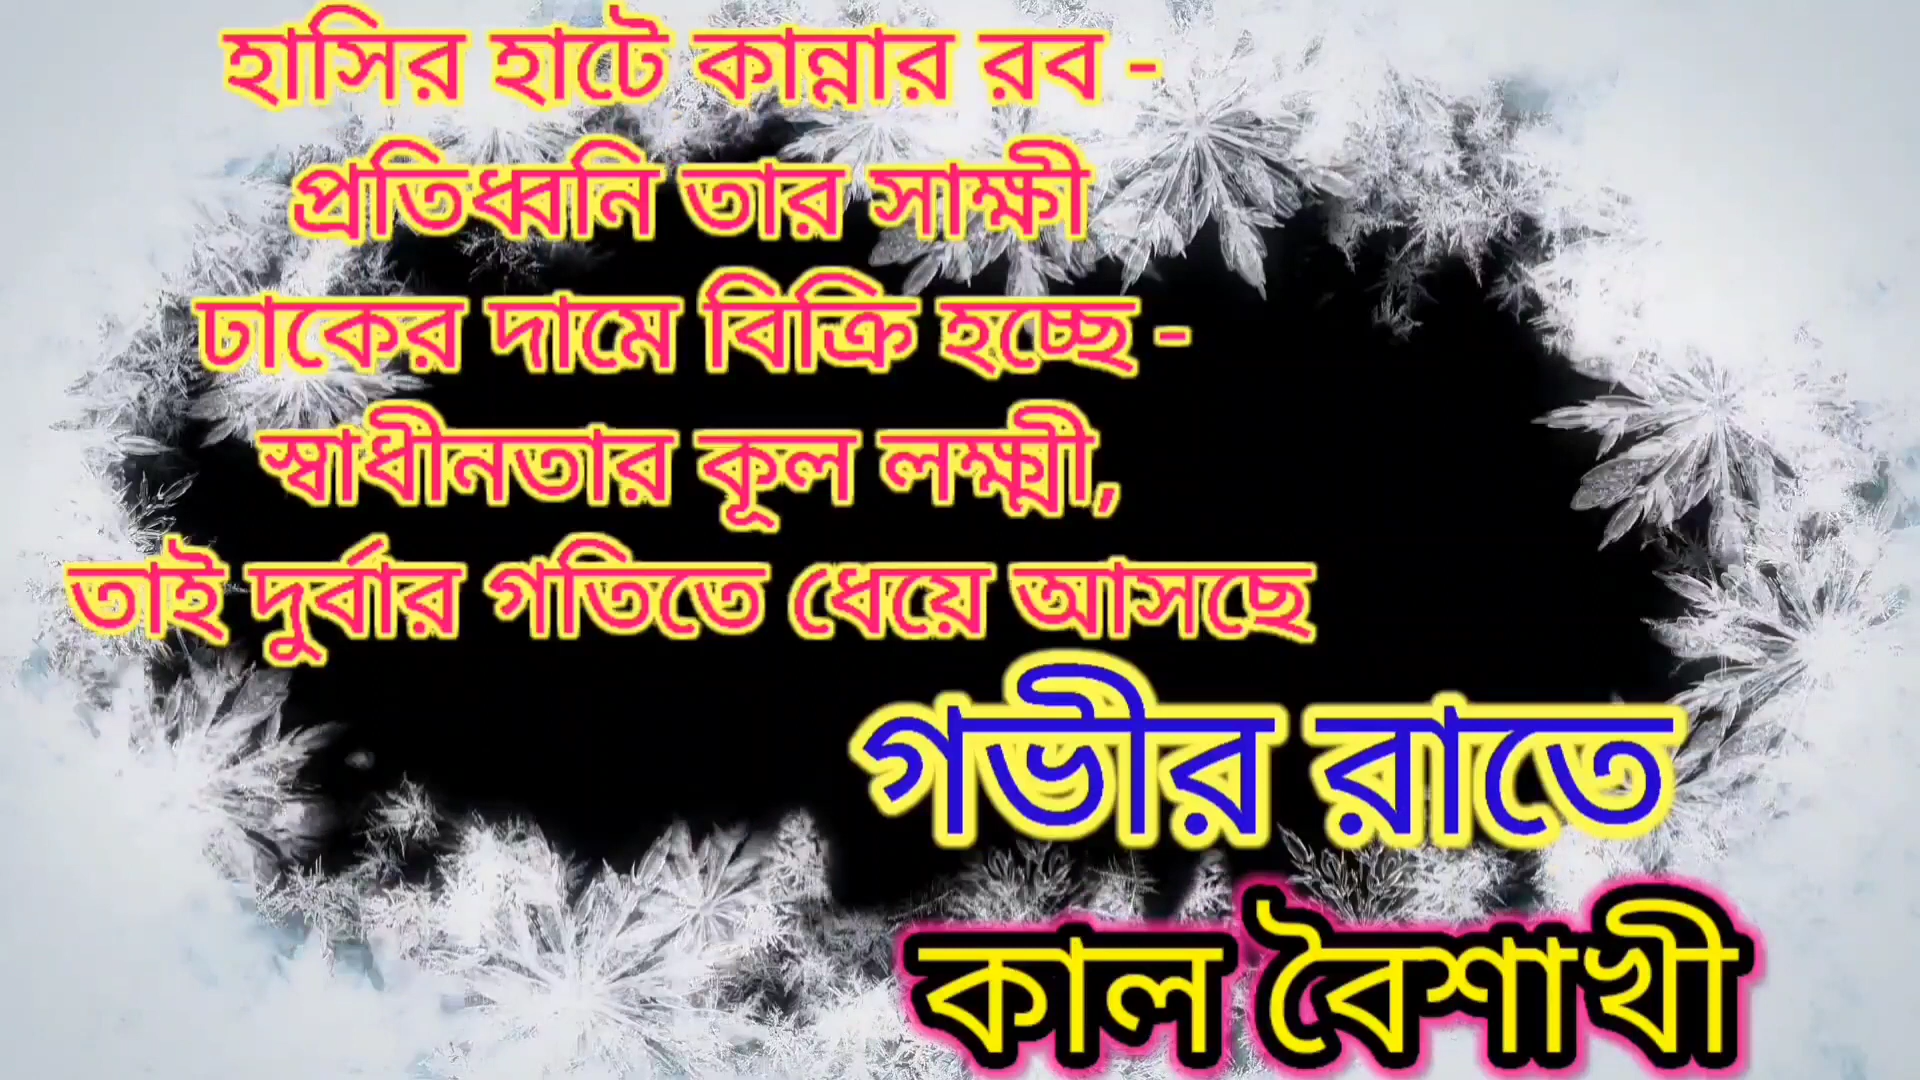 হাসির হাটে কান্নার রব -
প্রতিধ্বনি তার সাক্ষী
ঢাকের দামে বিক্রি হচ্ছে -
স্বাধীনতার কূল লক্ষ্মী,
তাই দুর্বার গতিতে ধেয়ে আসছে
গভীর রাতে
কাল বৈশাখী